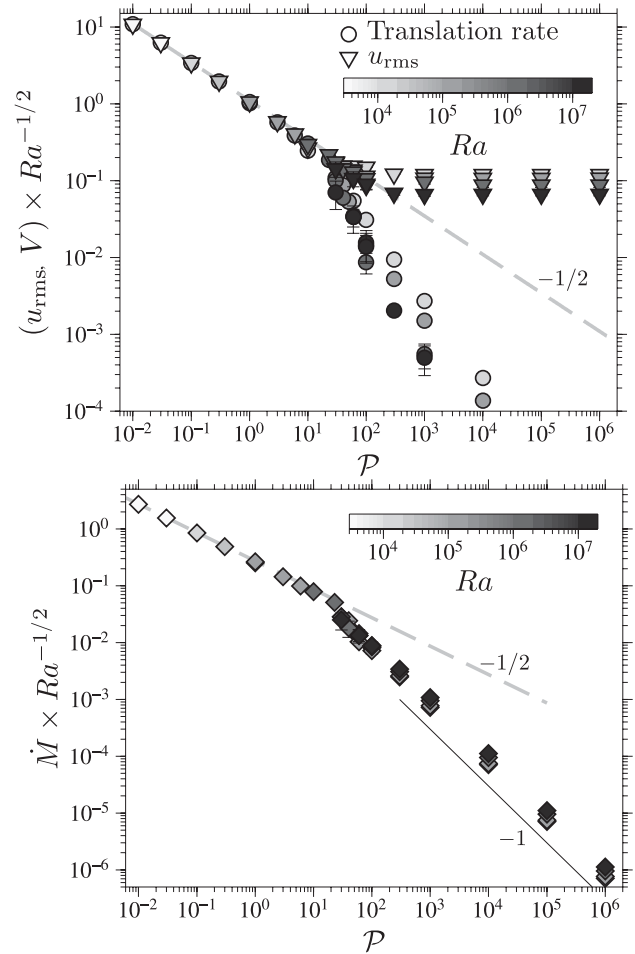 Translation rate
u_rms
10^4 10^5 10^6 10^7
Ra
(u_rms, V) × Ra^{-1/2}
10^1
10^0
10^{-1}
10^{-2}
10^{-3}
10^{-4}
−1/2
10^{-2} 10^{-1} 10^0 10^1 10^2 10^3 10^4 10^5 10^6
𝒫
10^4 10^5 10^6 10^7
Ra
Ṁ × Ra^{-1/2}
10^0
10^{-1}
10^{-2}
10^{-3}
10^{-4}
10^{-5}
10^{-6}
−1/2
−1
10^{-2} 10^{-1} 10^0 10^1 10^2 10^3 10^4 10^5 10^6
𝒫